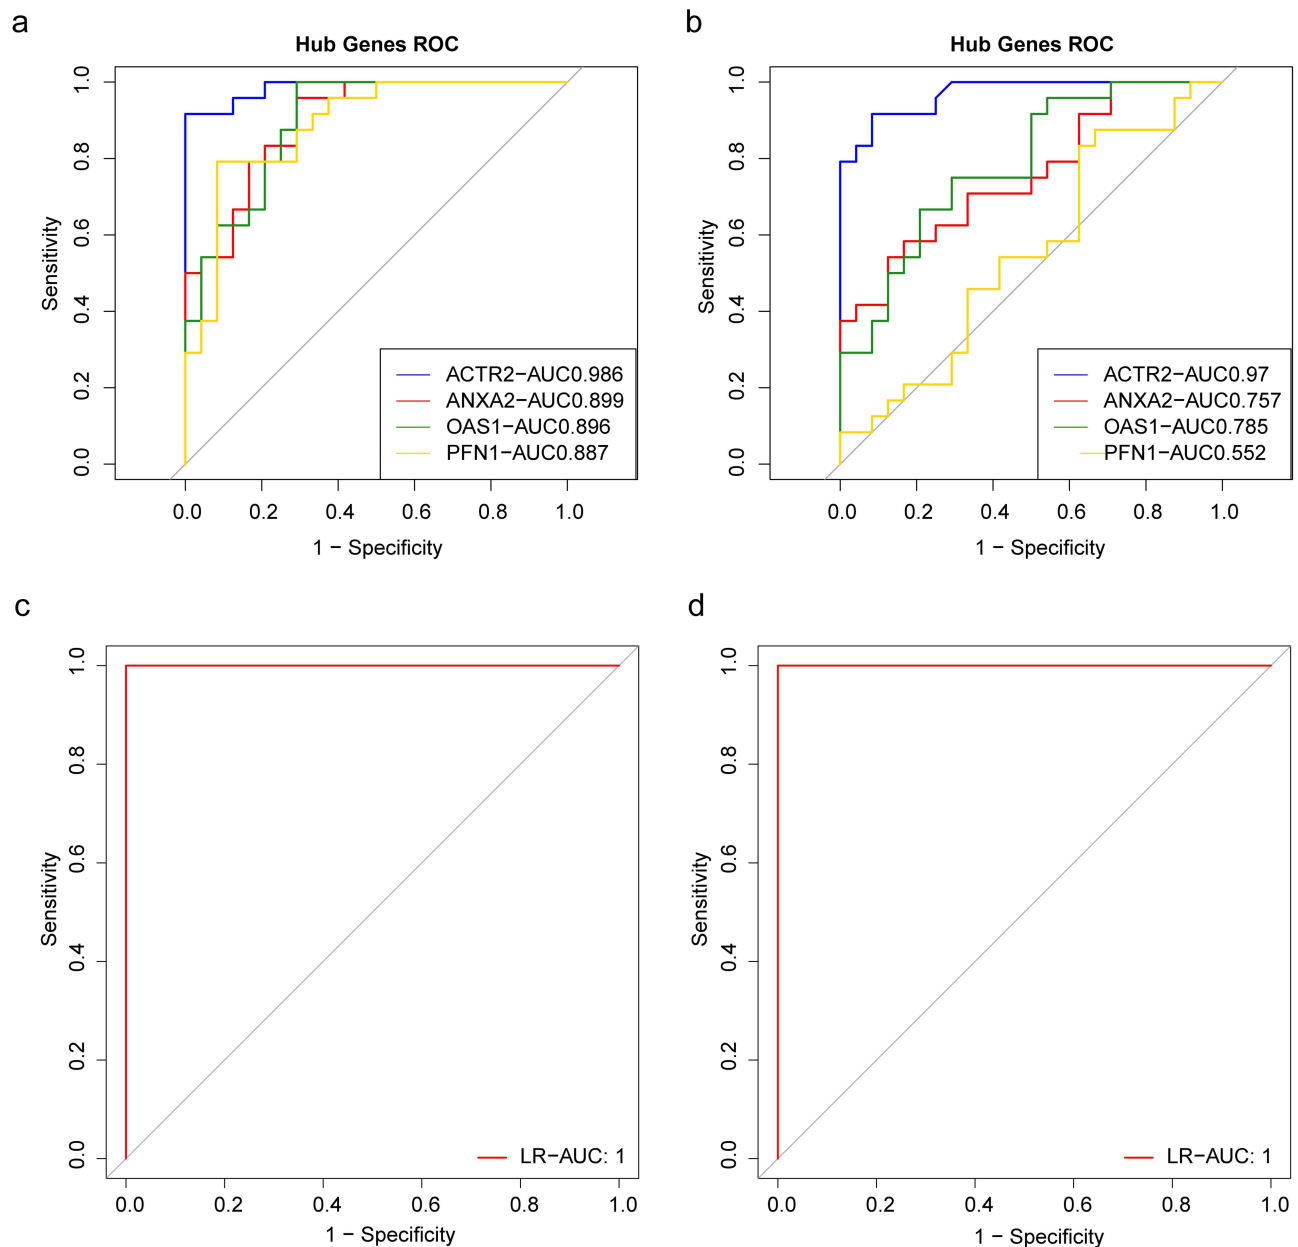 a
Hub Genes ROC
Sensitivity
1.0
0.8
0.6
0.4
0.2
0.0
ACTR2−AUC0.986
ANXA2−AUC0.899
OAS1−AUC0.896
PFN1−AUC0.887
0.0 0.2 0.4 0.6 0.8 1.0
1 − Specificity
b
Hub Genes ROC
Sensitivity
1.0
0.8
0.6
0.4
0.2
0.0
ACTR2−AUC0.97
ANXA2−AUC0.757
OAS1−AUC0.785
PFN1−AUC0.552
0.0 0.2 0.4 0.6 0.8 1.0
1 − Specificity
c
Sensitivity
1.0
0.8
0.6
0.4
0.2
0.0
LR−AUC: 1
0.0 0.2 0.4 0.6 0.8 1.0
1 − Specificity
d
Sensitivity
1.0
0.8
0.6
0.4
0.2
0.0
LR−AUC: 1
0.0 0.2 0.4 0.6 0.8 1.0
1 − Specificity